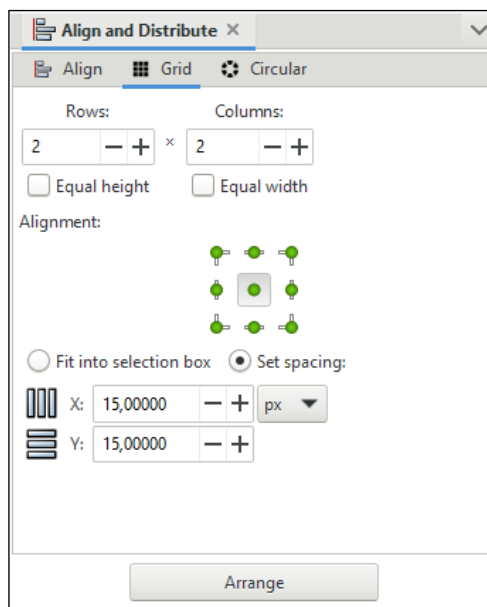 Align and Distribute ×
Align Grid Circular
Rows: Columns:
2 − + × 2 − +
Equal height Equal width
Alignment:
Fit into selection box Set spacing:
X: 15,00000 − + px
Y: 15,00000 − +
Arrange